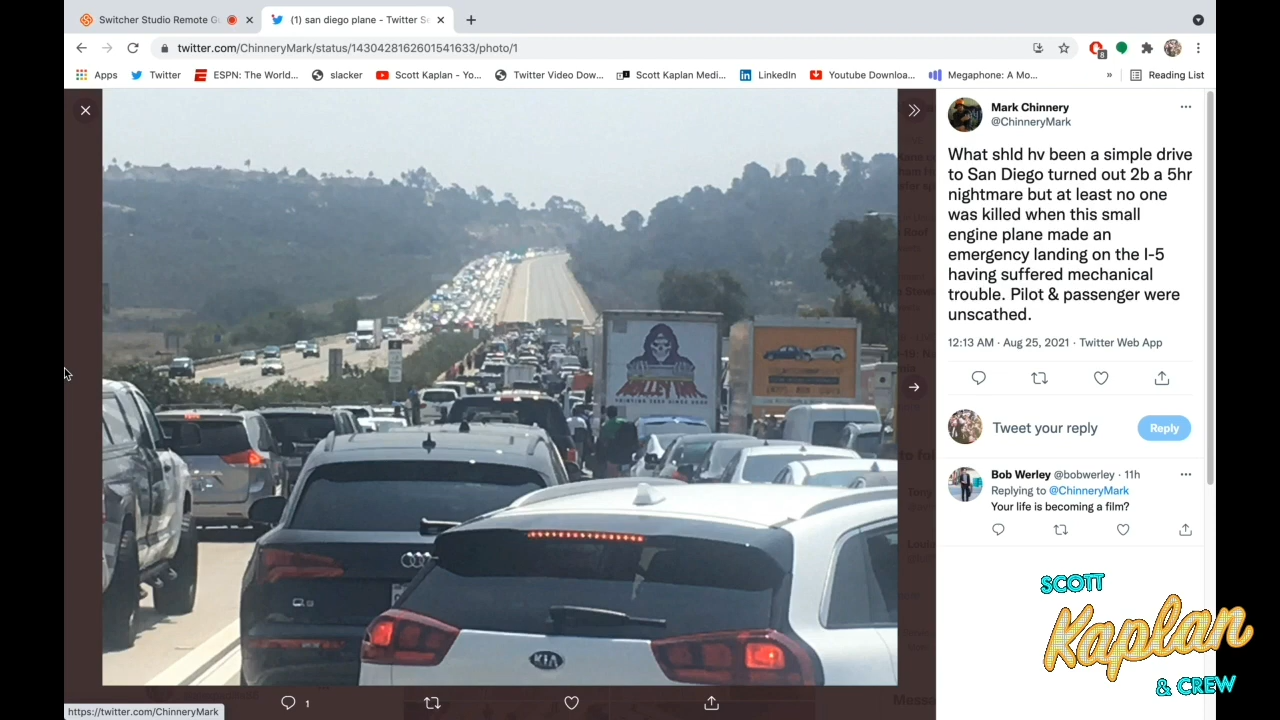 Switcher Studio Remote G
(1) san diego plane - Twitter Se
twitter.com/ChinneryMark/status/1430428162601541633/photo/1
8
Apps
Twitter
ESPN: The World...
slacker
Scott Kaplan - Yo...
Twitter Video Dow...
Scott Kaplan Medi...
LinkedIn
Youtube Downloa...
Megaphone: A Mo...
»
Reading List
Mark Chinnery
@ChinneryMark
What shld hv been a simple drive
to San Diego turned out 2b a 5hr
nightmare but at least no one
was killed when this small
engine plane made an
emergency landing on the I-5
having suffered mechanical
trouble. Pilot & passenger were
unscathed.
12:13 AM · Aug 25, 2021 · Twitter Web App
Tweet your reply
Reply
Bob Werley @bobwerley · 11h
Replying to @ChinneryMark
Your life is becoming a film?
KIA
1
https://twitter.com/ChinneryMark
SCOTT
Kaplan
& CREW